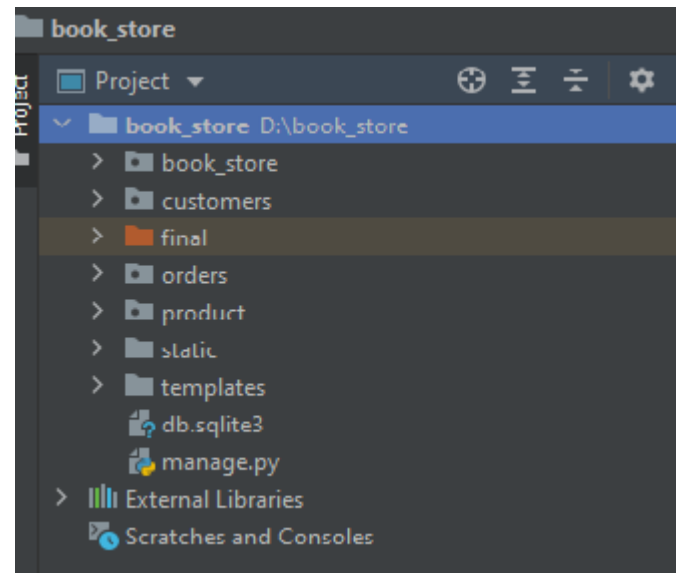 book_store
Project
Project
book_store D:\book_store
book_store
customers
final
orders
product
static
templates
db.sqlite3
manage.py
External Libraries
Scratches and Consoles